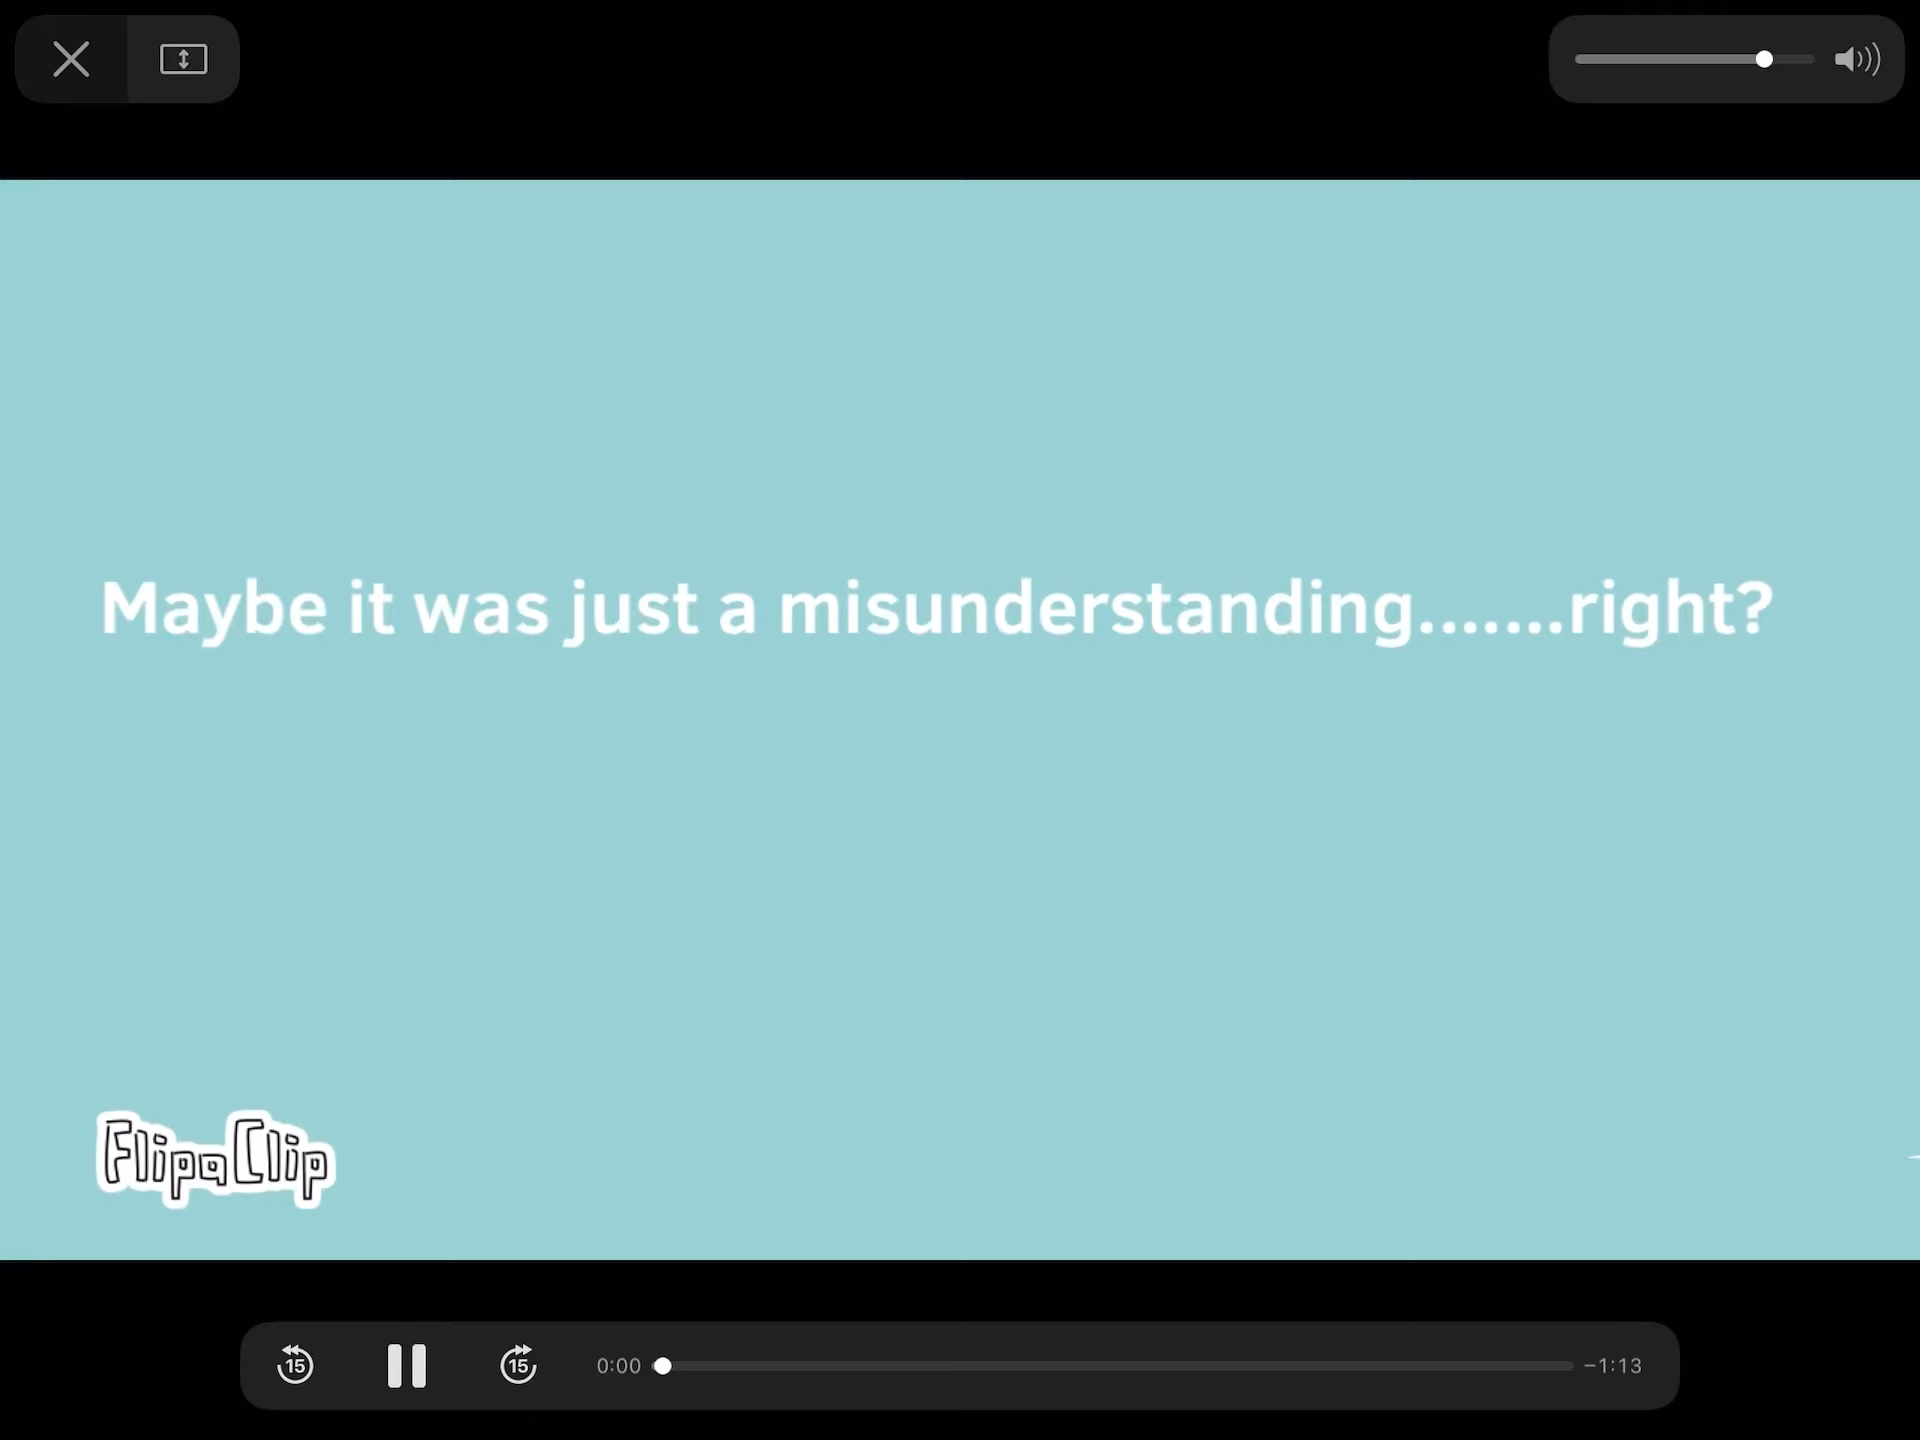 Maybe it was just a misunderstanding.......right?
FlipaClip
15
15
0:00
-1:13